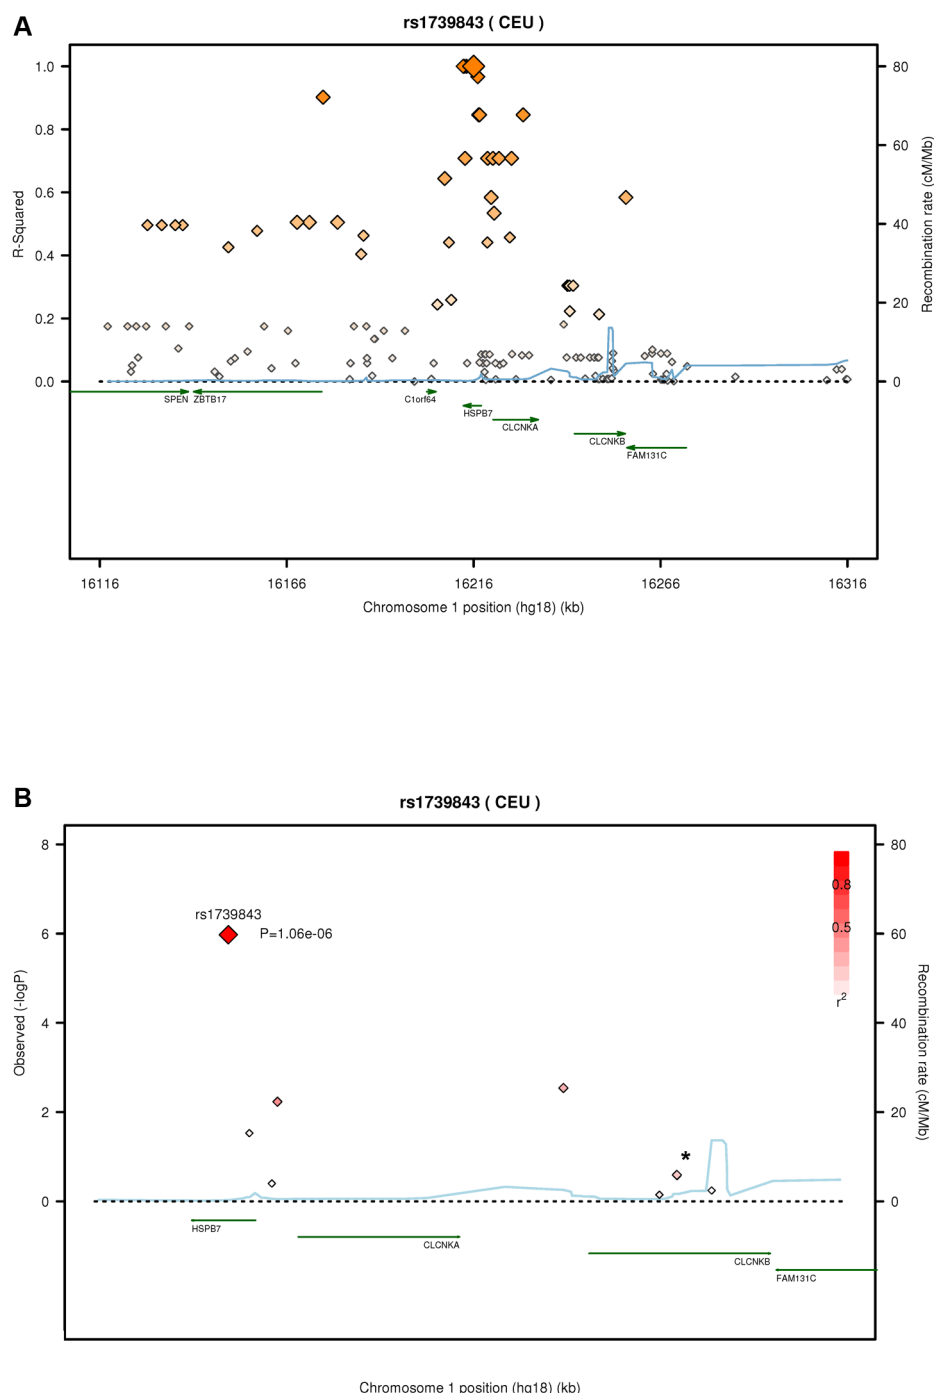 A
rs1739843 ( CEU )
R-Squared
1.0
0.8
0.6
0.4
0.2
0.0
80
60
40
20
0
Recombination rate (cM/Mb)
SPEN ZBTB17 C1orf64
HSPB7
CLCNKA
CLCNKB
FAM131C
16116 16166 16216 16266 16316
Chromosome 1 position (hg18) (kb)
B
rs1739843 ( CEU )
Observed (-logP)
8
6
4
2
0
80
60
40
20
0
Recombination rate (cM/Mb)
rs1739843
P=1.06e-06
0.8
0.5
r2
*
HSPB7
CLCNKA
CLCNKB
FAM131C
Chromosome 1 position (hg18) (kb)